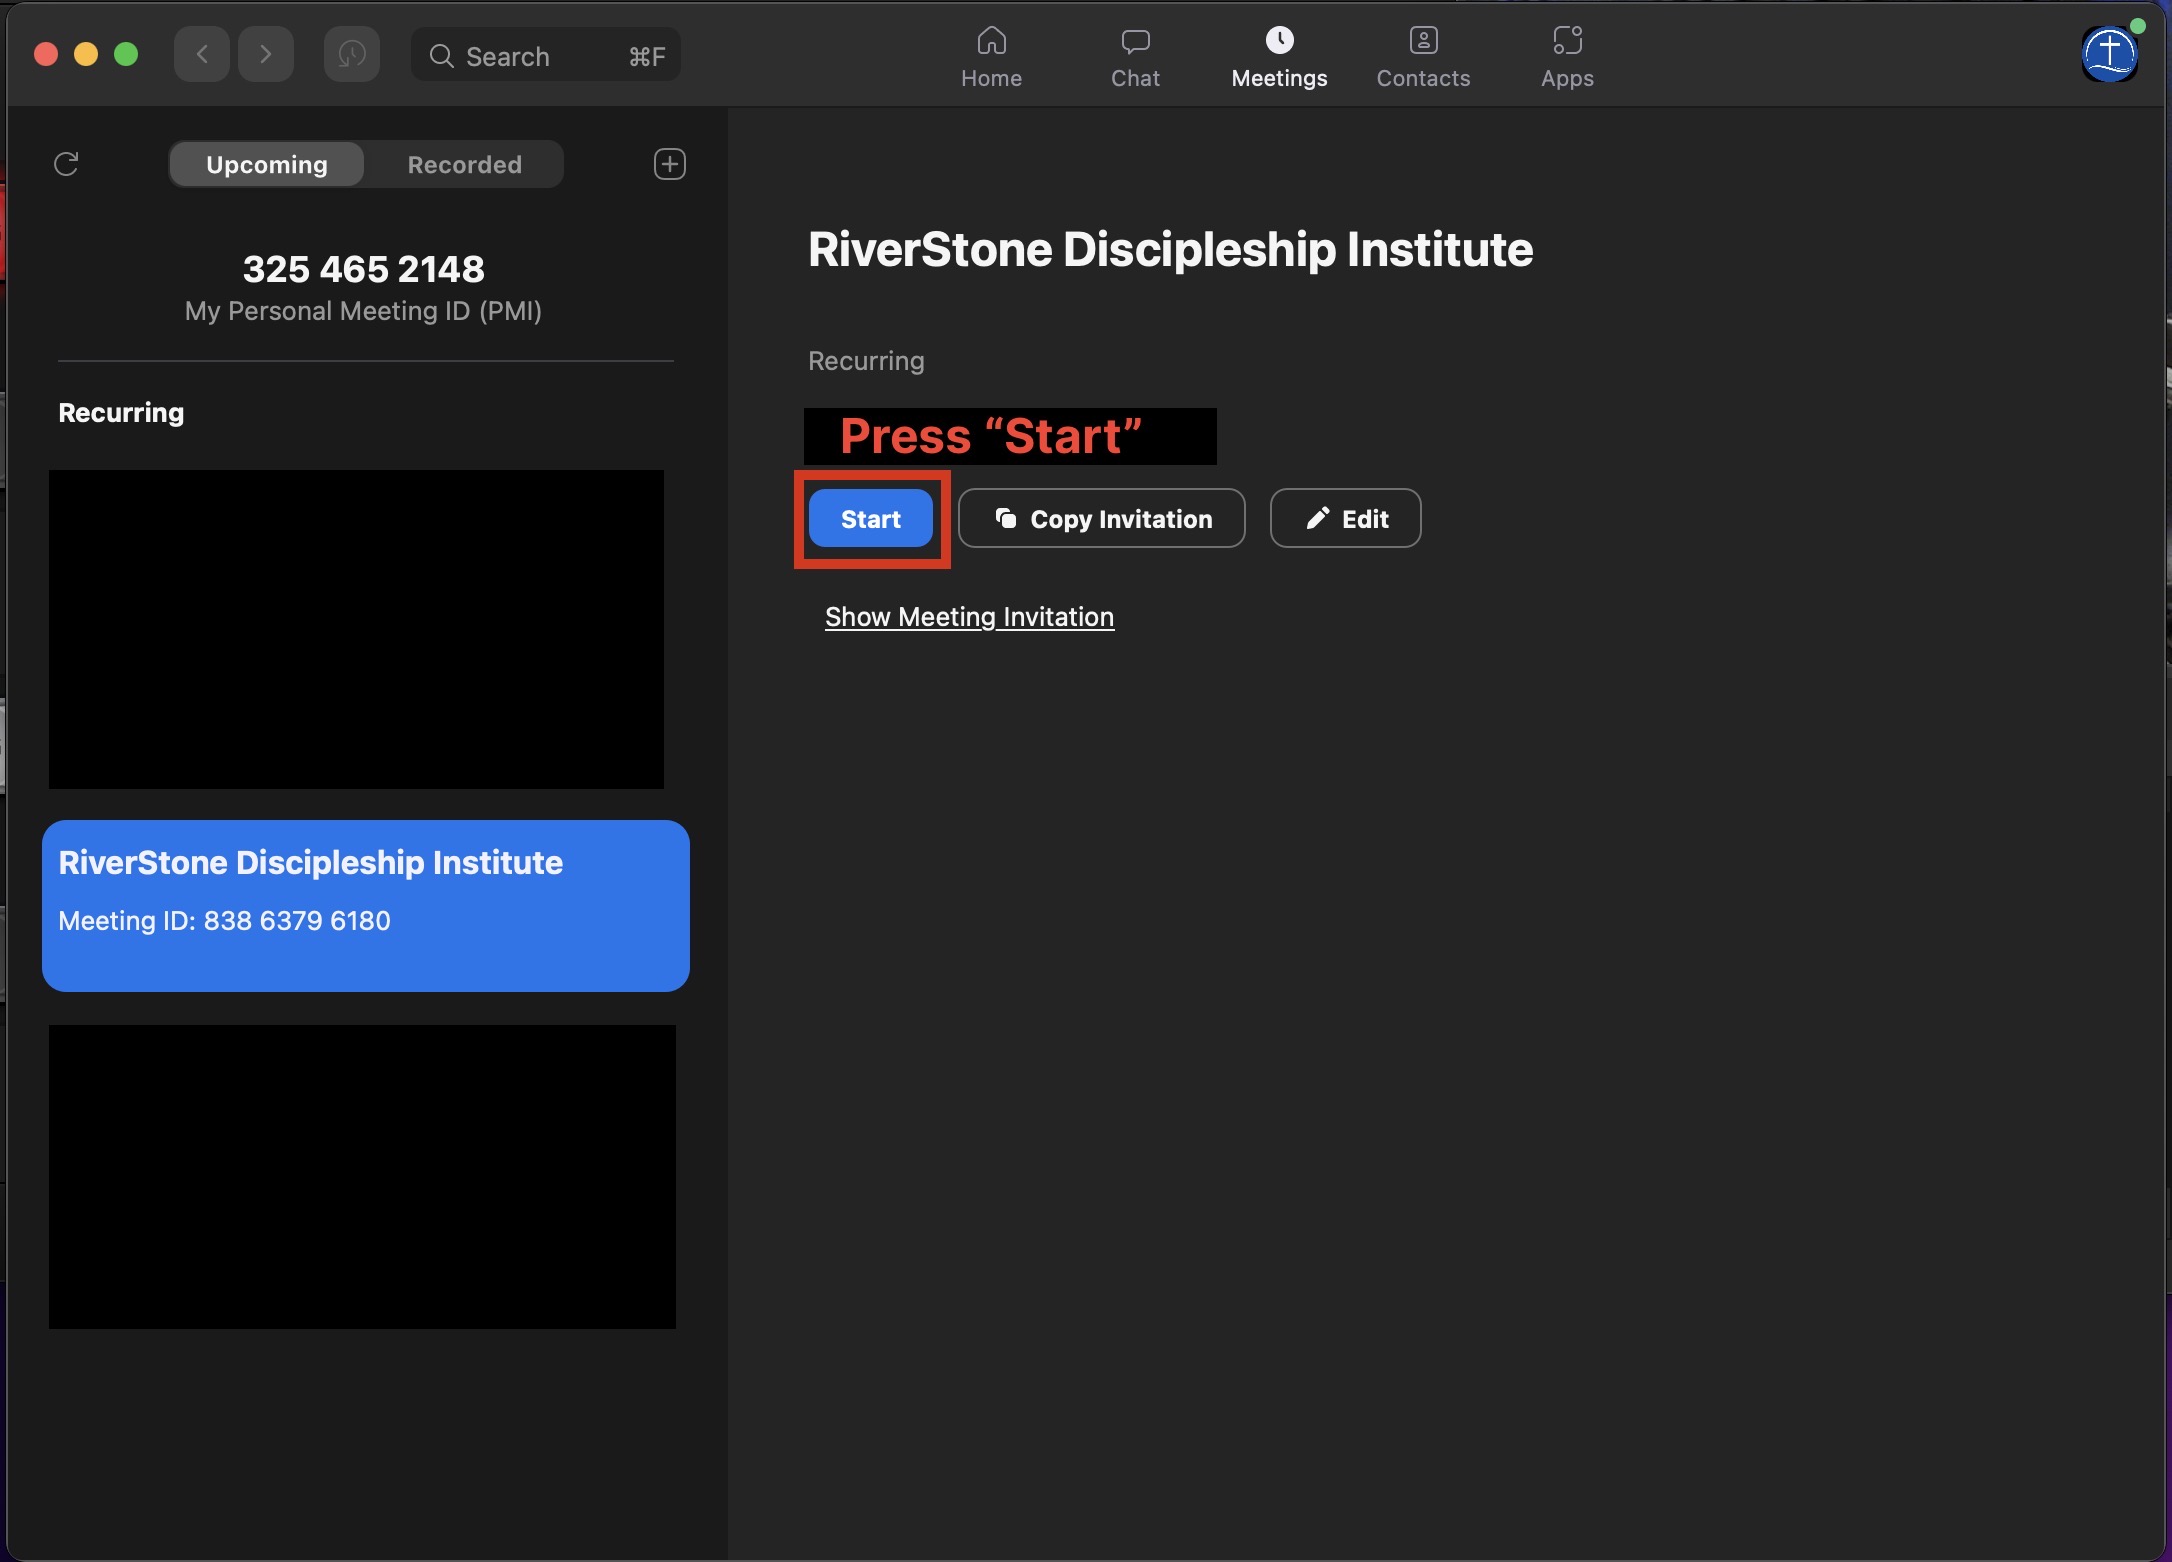 Search ⌘F
Home
Chat
Meetings
Contacts
Apps
Upcoming
Recorded
325 465 2148
My Personal Meeting ID (PMI)
Recurring
RiverStone Discipleship Institute
Meeting ID: 838 6379 6180
RiverStone Discipleship Institute
Recurring
Press “Start”
Start
Copy Invitation
Edit
Show Meeting Invitation